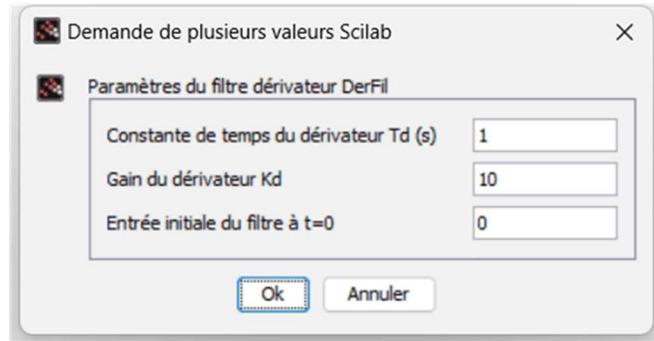 Demande de plusieurs valeurs Scilab
Paramètres du filtre dérivateur DerFil
Constante de temps du dérivateur Td (s) 1
Gain du dérivateur Kd 10
Entrée initiale du filtre à t=0 0
Ok Annuler